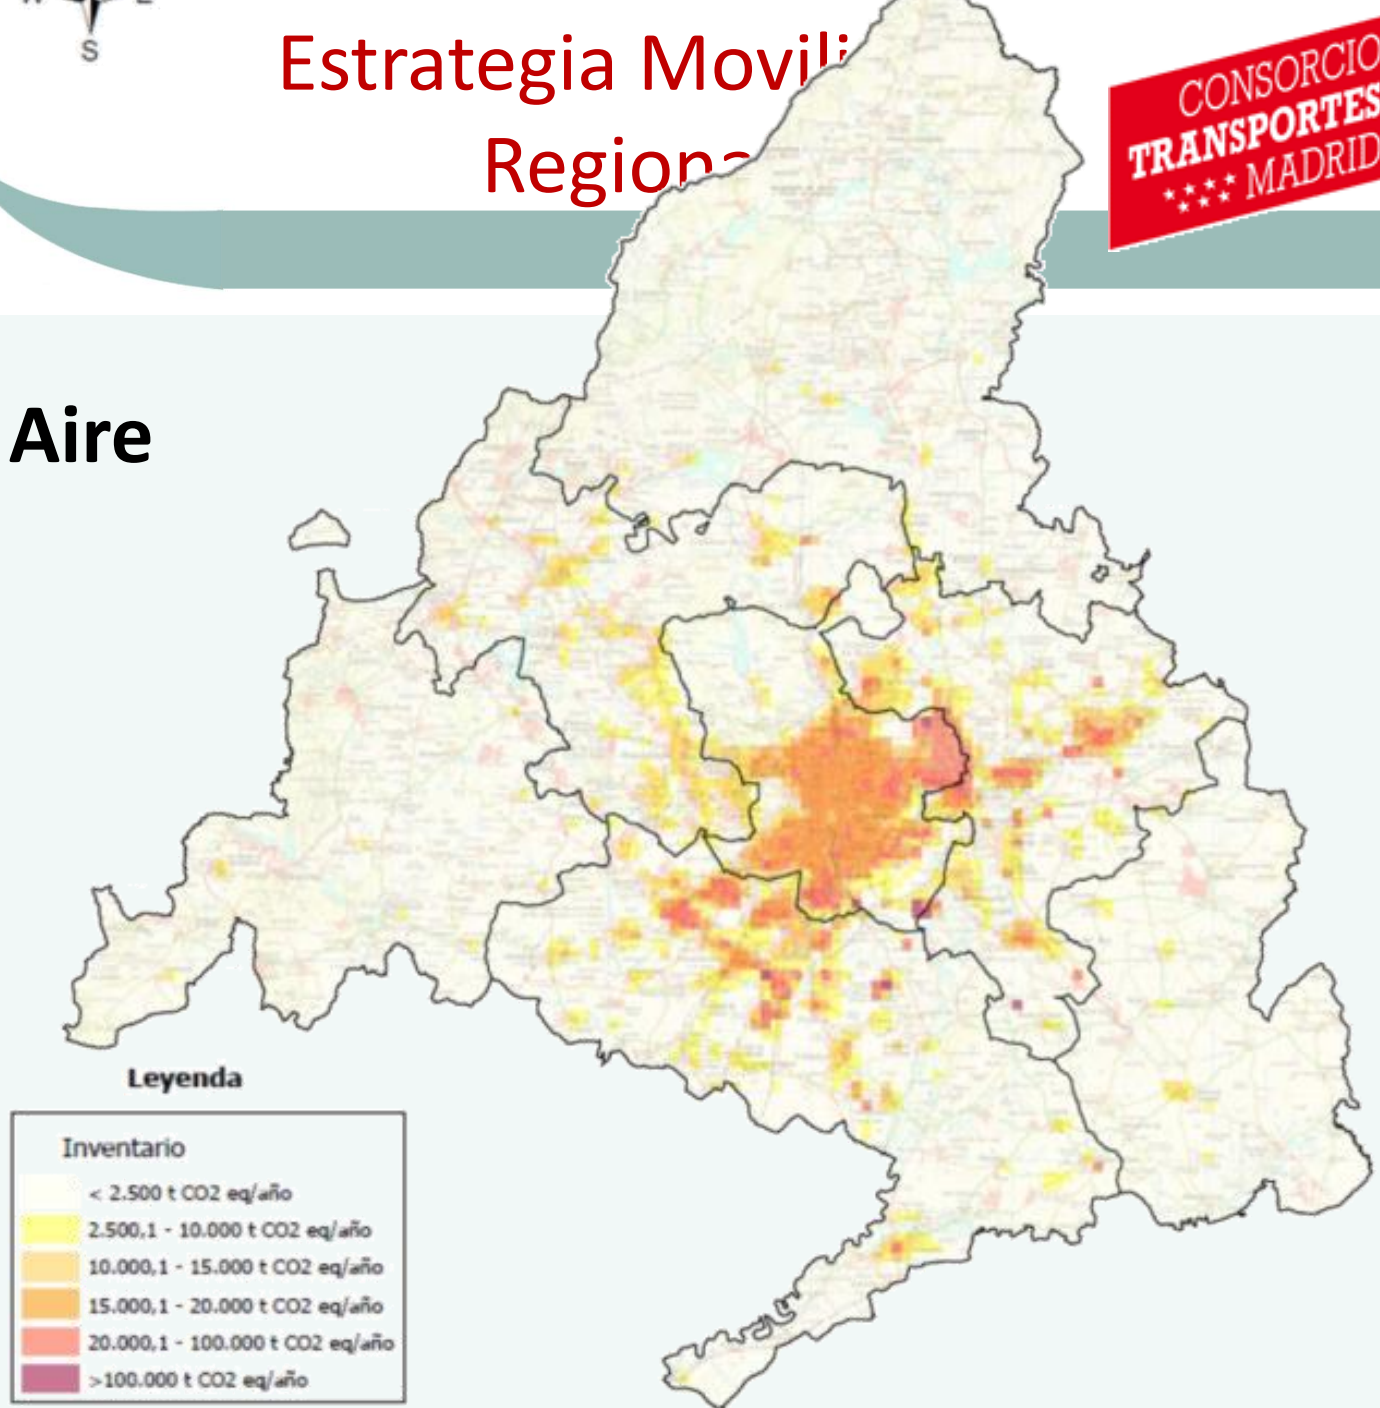 S
Estrategia Movili
Regiona
CONSORCIO
TRANSPORTES
MADRID
Aire
Leyenda
Inventario
< 2.500 t CO2 eq/año
2.500,1 - 10.000 t CO2 eq/año
10.000,1 - 15.000 t CO2 eq/año
15.000,1 - 20.000 t CO2 eq/año
20.000,1 - 100.000 t CO2 eq/año
>100.000 t CO2 eq/año